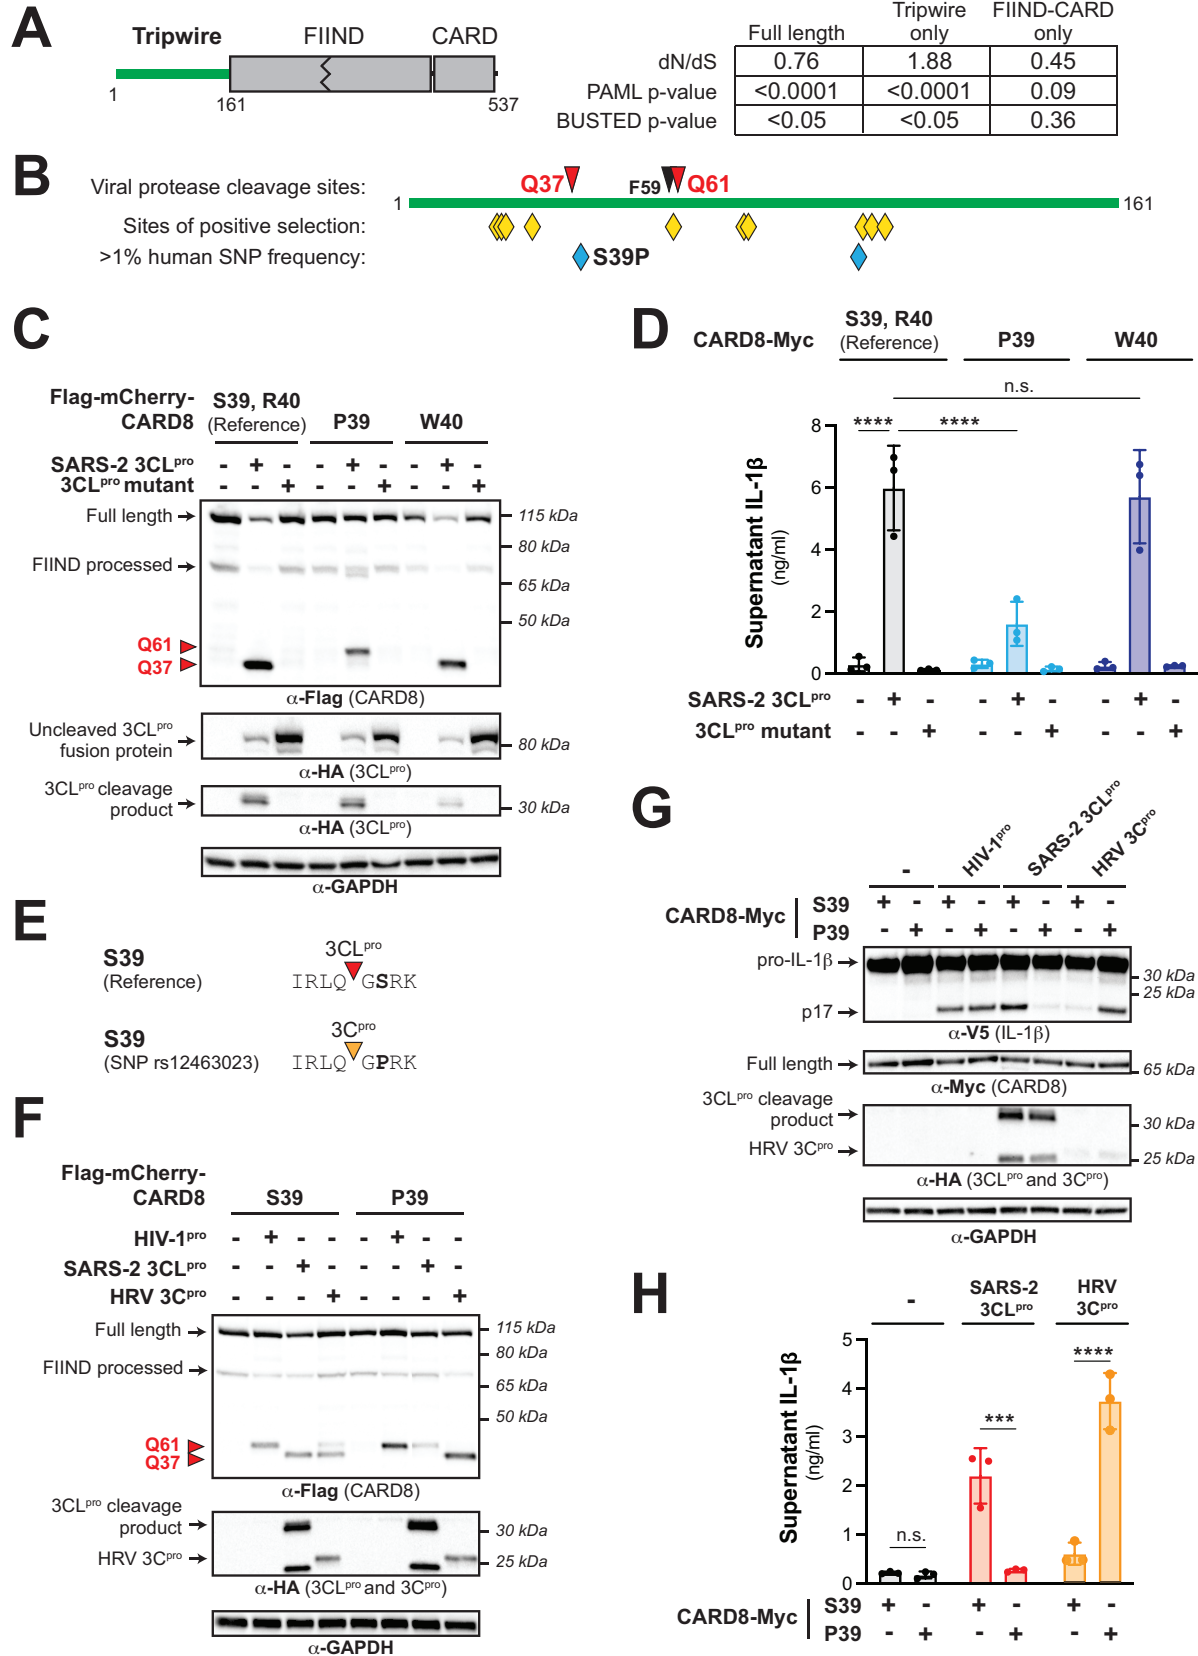 A
Tripwire
FIIND
CARD
1
161
537
Full length
Tripwire only
FIIND-CARD only
dN/dS 0.76 1.88 0.45
PAML p-value <0.0001 <0.0001 0.09
BUSTED p-value <0.05 <0.05 0.36
B
Viral protease cleavage sites: Q37 F59 Q61
1 161
Sites of positive selection:
>1% human SNP frequency: S39P
C
Flag-mCherry-
CARD8
S39, R40
(Reference)
P39
W40
SARS-2 3CLpro - + - - + - - + -
3CLpro mutant - - + - - + - - +
Full length
115 kDa
80 kDa
FIIND processed
65 kDa
50 kDa
Q61
Q37
α-Flag (CARD8)
Uncleaved 3CLpro
fusion protein
80 kDa
α-HA (3CLpro)
3CLpro cleavage
product
30 kDa
α-HA (3CLpro)
α-GAPDH
D
CARD8-Myc
S39, R40
(Reference)
P39
W40
n.s.
**** ****
Supernatant IL-1β
(ng/ml)
8
6
4
2
0
SARS-2 3CLpro - + - - + - - + -
3CLpro mutant - - + - - + - - +
E
S39
(Reference)
3CLpro
IRLQ GSRK
S39
(SNP rs12463023)
3Cpro
IRLQ GPRK
F
Flag-mCherry-
CARD8
S39
P39
HIV-1pro - + - - - + - -
SARS-2 3CLpro - - + - - - + -
HRV 3Cpro - - - + - - - +
Full length
115 kDa
80 kDa
FIIND processed
65 kDa
50 kDa
Q61
Q37
α-Flag (CARD8)
3CLpro cleavage
product
30 kDa
HRV 3Cpro
25 kDa
α-HA (3CLpro and 3Cpro)
α-GAPDH
G
-
HIV-1pro
SARS-2 3CLpro
HRV 3Cpro
CARD8-Myc
S39 + - + - + - + -
P39 - + - + - + - +
pro-IL-1β
30 kDa
25 kDa
p17
α-V5 (IL-1β)
Full length
65 kDa
α-Myc (CARD8)
3CLpro cleavage
product
30 kDa
HRV 3Cpro
25 kDa
α-HA (3CLpro and 3Cpro)
α-GAPDH
H
-
SARS-2
3CLpro
HRV
3Cpro
Supernatant IL-1β
(ng/ml)
5
4
3
2
1
0
n.s.
***
****
CARD8-Myc
S39 + - + - + -
P39 - + - + - +